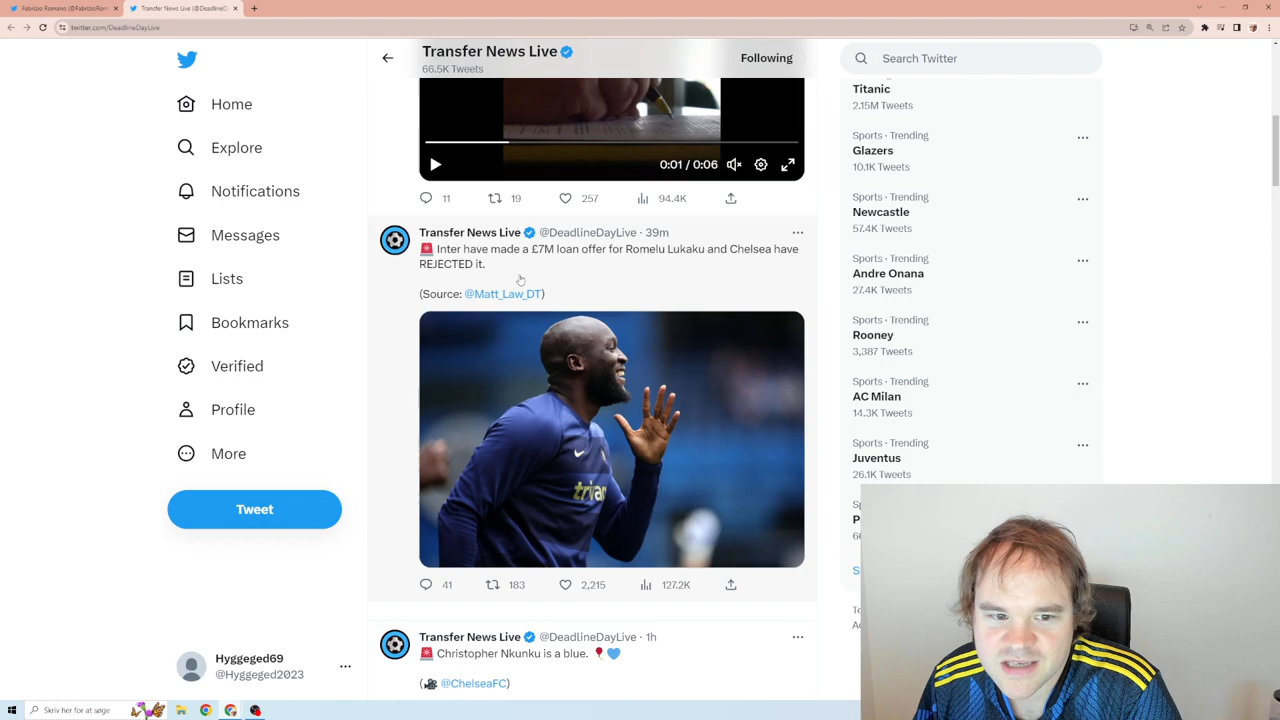 Fabrizio Romano (@FabrizioRom
Transfer News Live (@DeadlineD
twitter.com/DeadlineDayLive
Home
Explore
Notifications
Messages
Lists
Bookmarks
Verified
Profile
More
Tweet
Hyggeged69
@Hyggeged2023
Transfer News Live
66.5K Tweets
Following
0:01 / 0:06
11 19 257 94.4K
Transfer News Live @DeadlineDayLive · 39m
Inter have made a £7M loan offer for Romelu Lukaku and Chelsea have
REJECTED it.
(Source: @Matt_Law_DT)
41 183 2,215 127.2K
Transfer News Live @DeadlineDayLive · 1h
Christopher Nkunku is a blue.
( @ChelseaFC)
Search Twitter
Titanic
2.15M Tweets
Sports · Trending
Glazers
10.1K Tweets
Sports · Trending
Newcastle
57.4K Tweets
Sports · Trending
Andre Onana
27.4K Tweets
Sports · Trending
Rooney
3,387 Tweets
Sports · Trending
AC Milan
14.3K Tweets
Sports · Trending
Juventus
26.1K Tweets
Skriv her for at søge